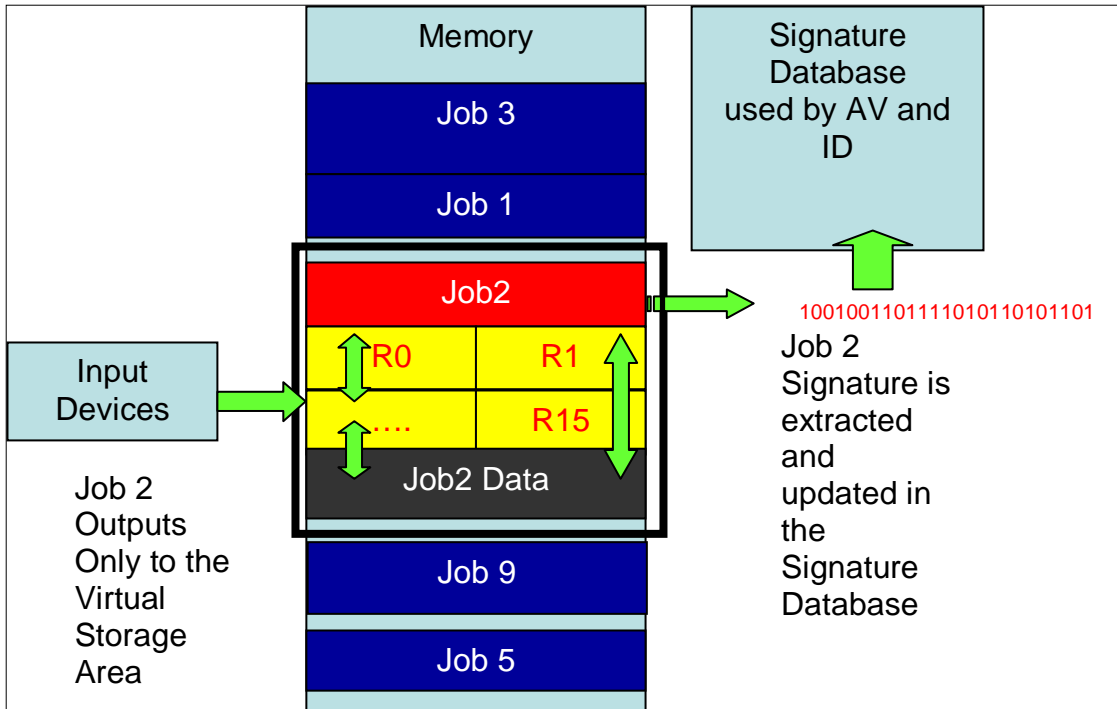 Memory
Job 3
Job 1
Job2
R0
R1
....
R15
Job2 Data
Job 9
Job 5
Input
Devices
Job 2
Outputs
Only to the
Virtual
Storage
Area
Signature
Database
used by AV and
ID
1001001101111010110101101
Job 2
Signature is
extracted
and
updated in
the
Signature
Database